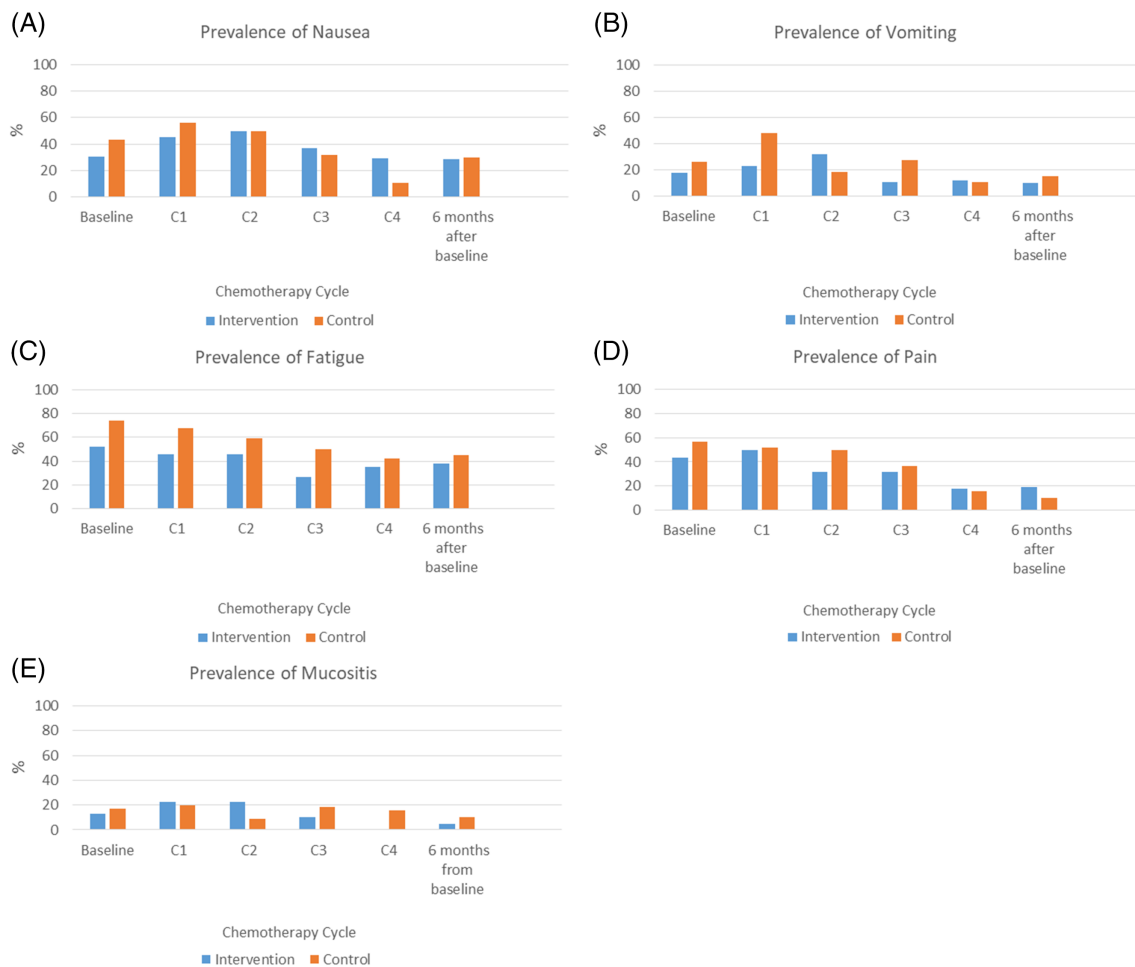 (A)
Prevalence of Nausea
100
80
60
40
20
0
%
Baseline C1 C2 C3 C4 6 months
after
baseline
Chemotherapy Cycle
Intervention Control
(B)
Prevalence of Vomiting
100
80
60
40
20
0
%
Baseline C1 C2 C3 C4 6 months
after
baseline
Chemotherapy Cycle
Intervention Control
(C)
Prevalence of Fatigue
100
80
60
40
20
0
%
Baseline C1 C2 C3 C4 6 months
after
baseline
Chemotherapy Cycle
Intervention Control
(D)
Prevalence of Pain
100
80
60
40
20
0
%
Baseline C1 C2 C3 C4 6 months
after
baseline
Chemotherapy Cycle
Intervention Control
(E)
Prevalence of Mucositis
100
80
60
40
20
0
%
Baseline C1 C2 C3 C4 6 months
from
baseline
Chemotherapy Cycle
Intervention Control